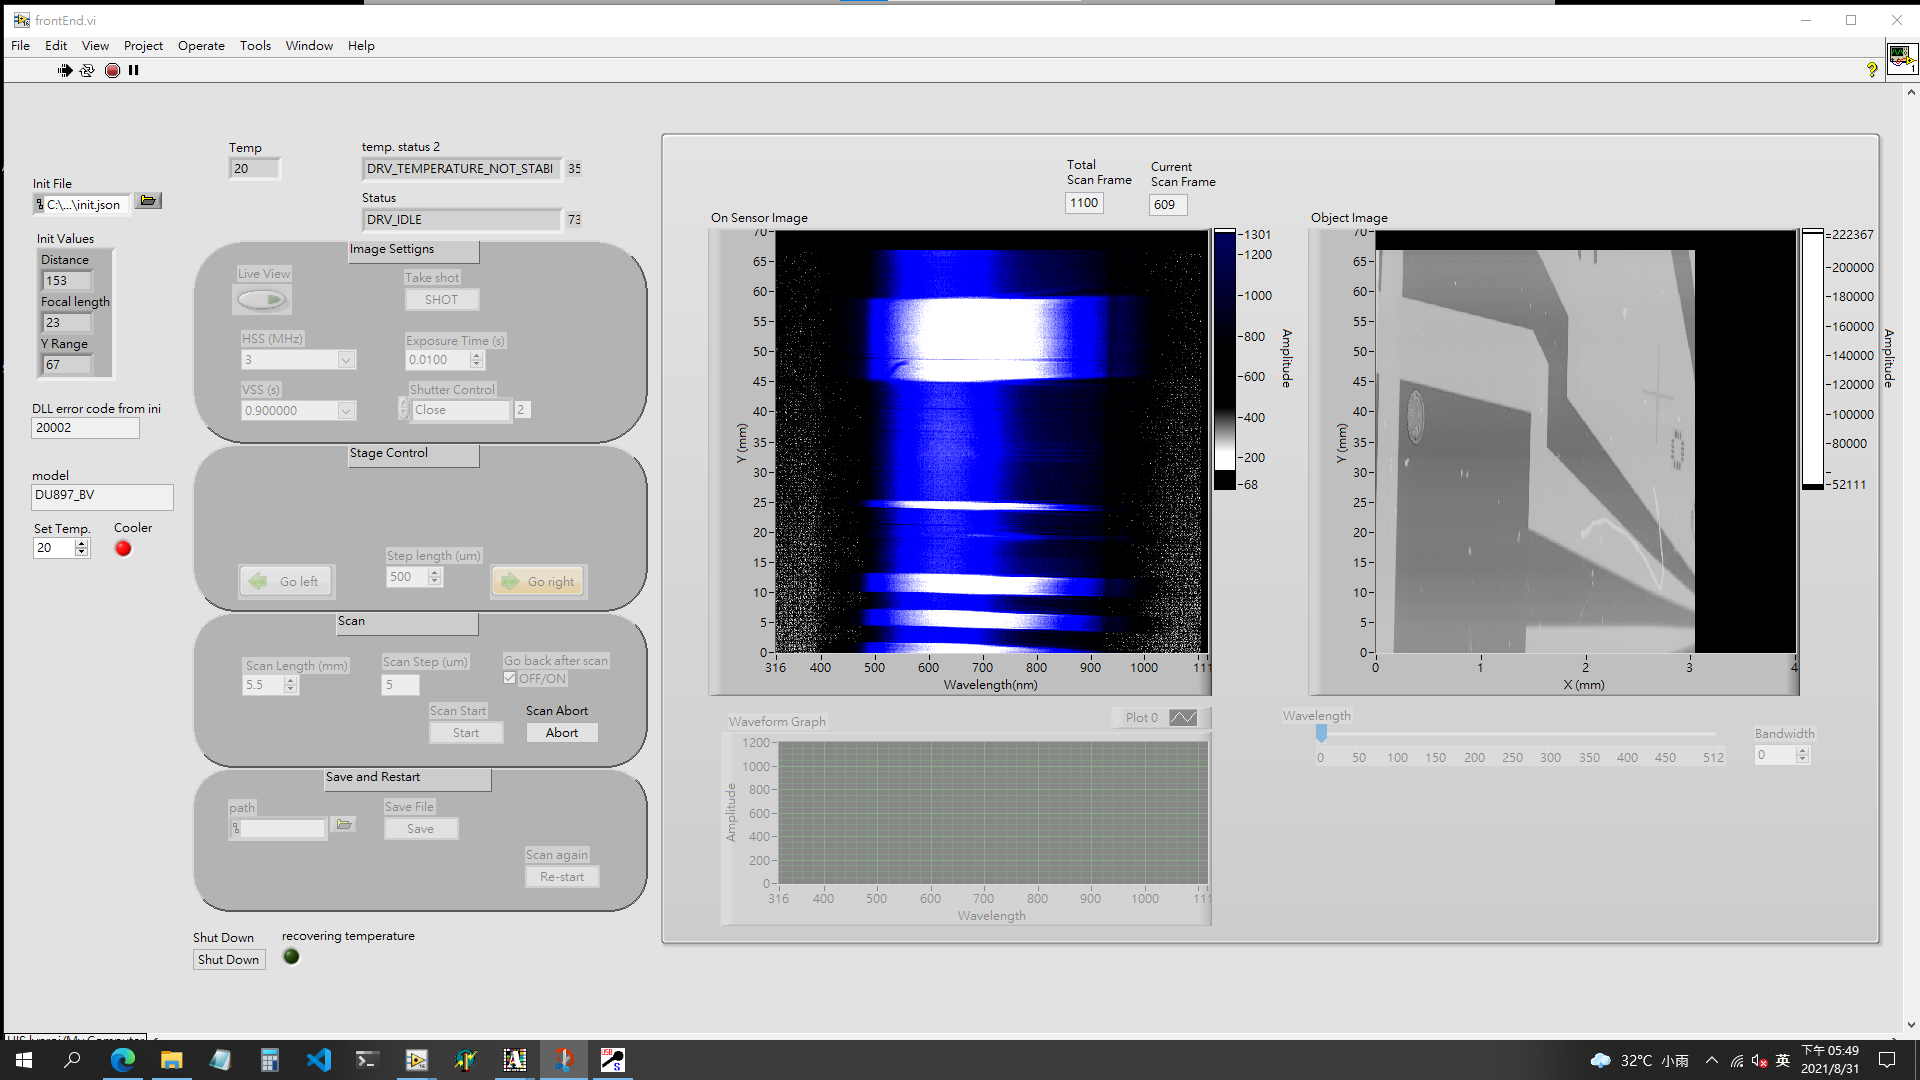 frontEnd.vi
File Edit View Project Operate Tools Window Help
Temp
20
temp. status 2
DRV_TEMPERATURE_NOT_STABI 35
Status
DRV_IDLE 73
Init File
C:\...\init.json
Init Values
Distance
153
Focal length
23
Y Range
67
DLL error code from ini
20002
model
DU897_BV
Set Temp. Cooler
20
Image Settigns
Live View
Take shot
SHOT
HSS (MHz)
3
Exposure Time (s)
0.0100
VSS (s)
0.900000
Shutter Control
Close 2
Stage Control
Go left
Step length (um)
500
Go right
Scan
Scan Length (mm)
5.5
Scan Step (um)
5
Go back after scan
OFF/ON
Scan Start
Start
Scan Abort
Abort
Save and Restart
path
Save File
Save
Scan again
Re-start
Shut Down
Shut Down
recovering temperature
Total
Scan Frame
1100
Current
Scan Frame
609
On Sensor Image
70
65
60
55
50
45
40
35
30
25
20
15
10
5
0
Y (mm)
316 400 500 600 700 800 900 1000 111
Wavelength(nm)
1301
1200
1000
800
600
400
200
68
Amplitude
Object Image
70
65
60
55
50
45
40
35
30
25
20
15
10
5
0
Y (mm)
0 1 2 3 4
X (mm)
222367
200000
180000
160000
140000
120000
100000
80000
52111
Amplitude
Waveform Graph
Plot 0
1200
1000
800
600
400
200
0
Amplitude
316 400 500 600 700 800 900 1000 111
Wavelength
Wavelength
0 50 100 150 200 250 300 350 400 450 512
Bandwidth
0
32°C 小雨
英
下午 05:49
2021/8/31